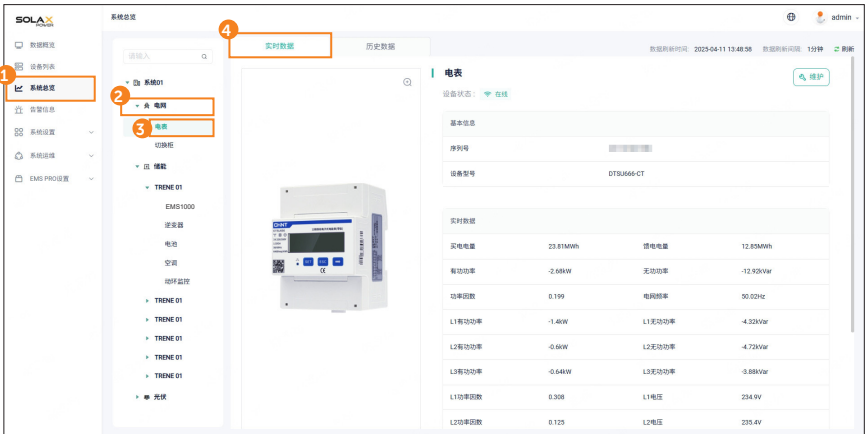 SOLAX POWER
系统总览
admin
数据概览
设备列表
1
系统总览
告警信息
系统设置
系统运维
EMS PRO设置
请输入
系统01
2
电网
3
电表
切换柜
储能
TRENE 01
EMS1000
逆变器
电池
空调
动环监控
TRENE 01
TRENE 01
TRENE 01
TRENE 01
TRENE 01
光伏
4
实时数据 历史数据
数据刷新时间: 2025-04-11 13:48:58 数据刷新间隔: 1分钟 刷新
电表
维护
设备状态: 在线
基本信息
序列号
设备型号 DTSU666-CT
实时数据
买电电量 23.81MWh 馈电电量 12.85MWh
有功功率 -2.68kW 无功功率 -12.92kVar
功率因数 0.199 电网频率 50.02Hz
L1有功功率 -1.4kW L1无功功率 -4.32kVar
L2有功功率 -0.6kW L2无功功率 -4.72kVar
L3有功功率 -0.64kW L3无功功率 -3.88kVar
L1功率因数 0.308 L1电压 234.9V
L2功率因数 0.125 L2电压 235.4V
CHNT